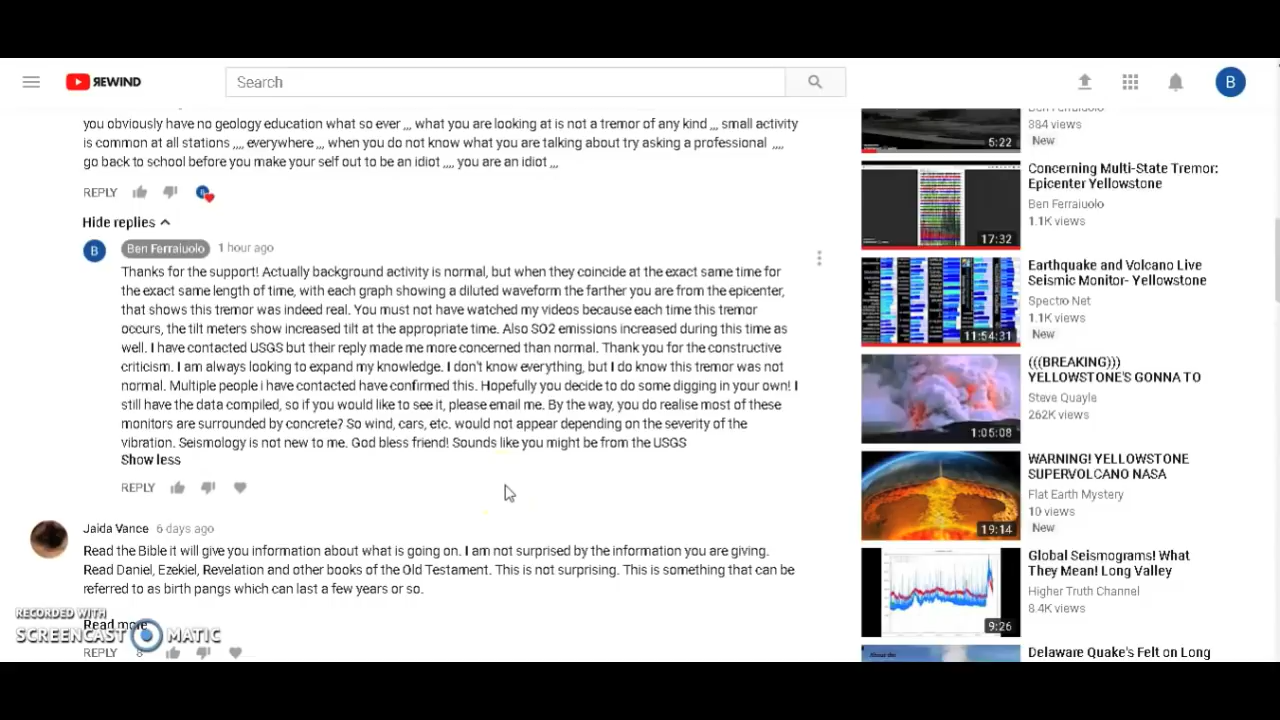 REWIND
Search
B
you obviously have no geology education what so ever ,,, what you are looking at is not a tremor of any kind ,,, small activity
is common at all stations ,,,, everywhere ,,, when you do not know what you are talking about try asking a professional ,,,,
go back to school before you make your self out to be an idiot ,,,, you are an idiot ,,,
REPLY
Hide replies
B
Ben Ferraiuolo 1 hour ago
Thanks for the support! Actually background activity is normal, but when they coincide at the exact same time for
the exact same length of time, with each graph showing a diluted waveform the farther you are from the epicenter,
that shows this tremor was indeed real. You must not have watched my videos because each time this tremor
occurs, the tilt meters show increased tilt at the appropriate time. Also SO2 emissions increased during this time as
well. I have contacted USGS but their reply made me more concerned than normal. Thank you for the constructive
criticism. I am always looking to expand my knowledge. I don't know everything, but I do know this tremor was not
normal. Multiple people i have contacted have confirmed this. Hopefully you decide to do some digging in your own! I
still have the data compiled, so if you would like to see it, please email me. By the way, you do realise most of these
monitors are surrounded by concrete? So wind, cars, etc. would not appear depending on the severity of the
vibration. Seismology is not new to me. God bless friend! Sounds like you might be from the USGS
Show less
REPLY
Jaida Vance 6 days ago
Read the Bible it will give you information about what is going on. I am not surprised by the information you are giving.
Read Daniel, Ezekiel, Revelation and other books of the Old Testament. This is not surprising. This is something that can be
referred to as birth pangs which can last a few years or so.
Read more
REPLY
RECORDED WITH
SCREENCAST MATIC
Ben Ferraiuolo
384 views
New
5:22
Concerning Multi-State Tremor:
Epicenter Yellowstone
Ben Ferraiuolo
1.1K views
17:32
Earthquake and Volcano Live
Seismic Monitor- Yellowstone
Spectro Net
1.1K views
New
11:54:31
(((BREAKING)))
YELLOWSTONE'S GONNA TO
Steve Quayle
262K views
1:05:08
WARNING! YELLOWSTONE
SUPERVOLCANO NASA
Flat Earth Mystery
10 views
New
19:14
Global Seismograms! What
They Mean! Long Valley
Higher Truth Channel
8.4K views
9:26
Delaware Quake's Felt on Long